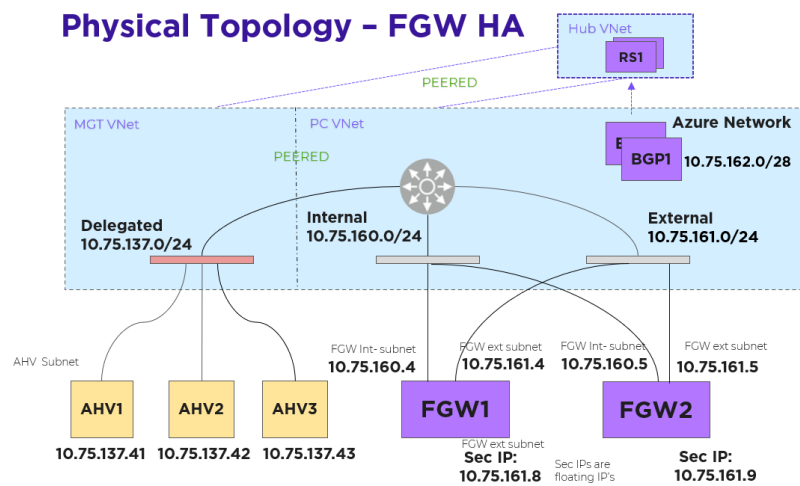 Physical Topology – FGW HA
Hub VNet
RS1
PEERED
MGT VNet
PC VNet
Azure Network
BGP1
10.75.162.0/28
PEERED
Delegated
10.75.137.0/24
Internal
10.75.160.0/24
External
10.75.161.0/24
AHV Subnet
FGW Int- subnet
10.75.160.4
FGW ext subnet
10.75.161.4
FGW Int- subnet
10.75.160.5
FGW ext subnet
10.75.161.5
AHV1
AHV2
AHV3
FGW1
FGW2
10.75.137.41
10.75.137.42
10.75.137.43
FGW ext subnet
Sec IP:
10.75.161.8
Sec IPs are
floating IP's
Sec IP:
10.75.161.9